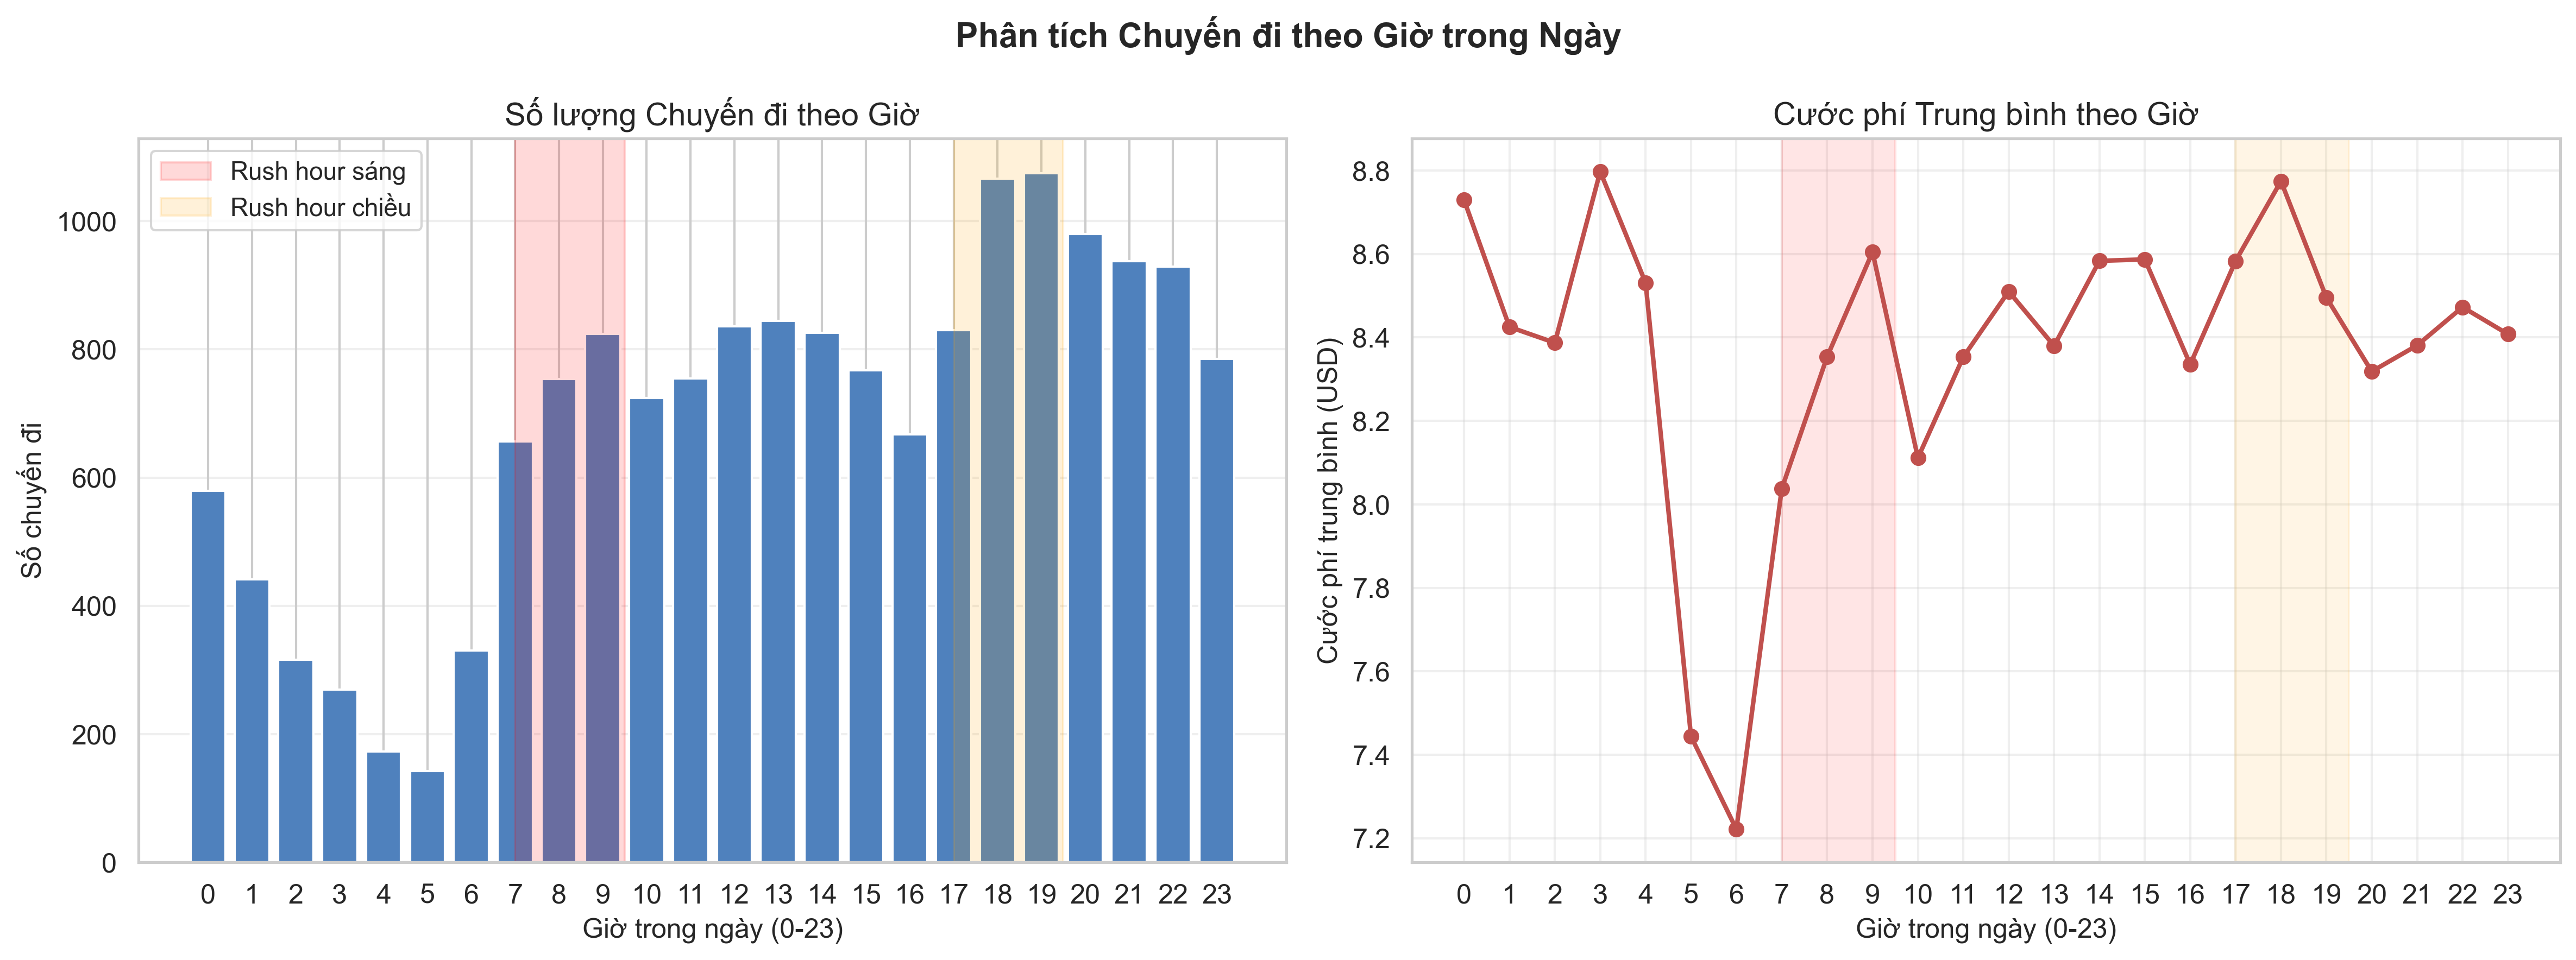 Phân tích Chuyến đi theo Giờ trong Ngày
Số lượng Chuyến đi theo Giờ
Rush hour sáng
Rush hour chiều
Số chuyến đi
1000
800
600
400
200
0
0 1 2 3 4 5 6 7 8 9 10 11 12 13 14 15 16 17 18 19 20 21 22 23
Giờ trong ngày (0-23)
Cước phí Trung bình theo Giờ
Cước phí trung bình (USD)
8.8
8.6
8.4
8.2
8.0
7.8
7.6
7.4
7.2
0 1 2 3 4 5 6 7 8 9 10 11 12 13 14 15 16 17 18 19 20 21 22 23
Giờ trong ngày (0-23)